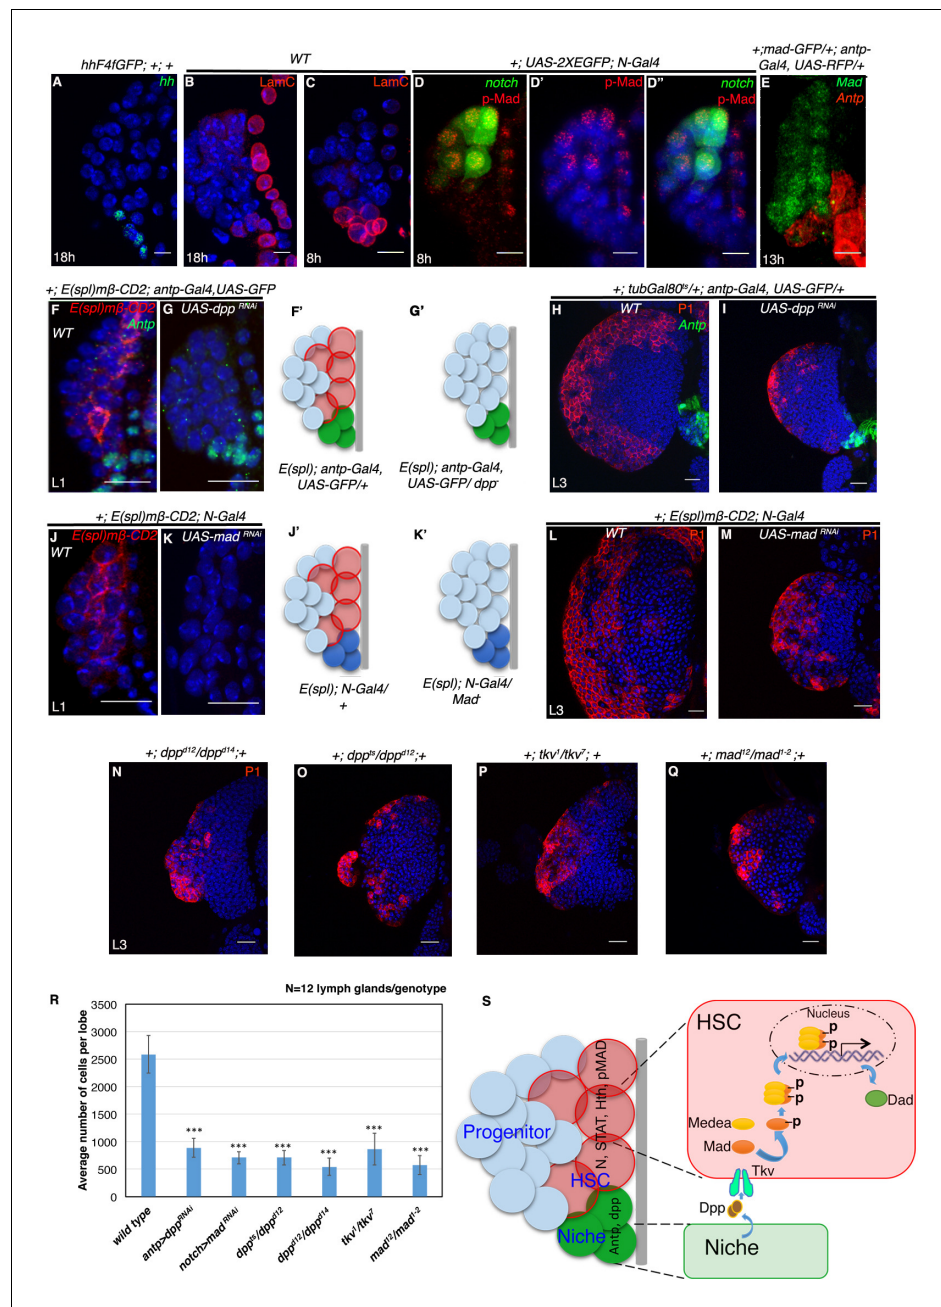 hhF4fGFP; +; +
WT
+; UAS-2XEGFP; N-Gal4
+;mad-GFP/+; antp-
Gal4, UAS-RFP/+
A
hh
18h
B
LamC
18h
C
LamC
8h
D
notch
p-Mad
8h
D'
p-Mad
D"
notch
p-Mad
E
Mad
Antp
13h
+; E(spl)mβ-CD2; antp-Gal4,UAS-GFP
F
E(spl)mβ-CD2
Antp
WT
L1
G
UAS-dpp RNAi
F'
E(spl); antp-Gal4,
UAS-GFP/+
G'
E(spl); antp-Gal4,
UAS-GFP/ dpp-
+; tubGal80ts/+; antp-Gal4, UAS-GFP/+
H
WT
P1
Antp
L3
I
UAS-dpp RNAi
+; E(spl)mβ-CD2; N-Gal4
J
E(spl)mβ-CD2
WT
L1
K
UAS-mad RNAi
J'
E(spl); N-Gal4/
+
K'
E(spl); N-Gal4/
Mad-
+; E(spl)mβ-CD2; N-Gal4
L
WT
P1
L3
M
UAS-mad RNAi
P1
+; dppd12/dppd14;+
N
P1
L3
+; dppts/dppd12;+
O
+; tkv1/tkv7; +
P
+; mad12/mad1-2 ;+
Q
R
N=12 lymph glands/genotype
Average number of cells per lobe
3500
3000
2500
2000
1500
1000
500
0
***
***
***
***
***
***
wild type
antp>dppRNAi
notch>madRNAi
dppts/dppd12
dppd12/dppd14
tkv1/tkv7
mad12/mad1-2
S
Progenitor
HSC
Niche
N, STAT, Hth, pMAD
Antp, dpp
HSC
Nucleus
p
p
p
p
p
Medea
Mad
Dad
Tkv
Dpp
Niche